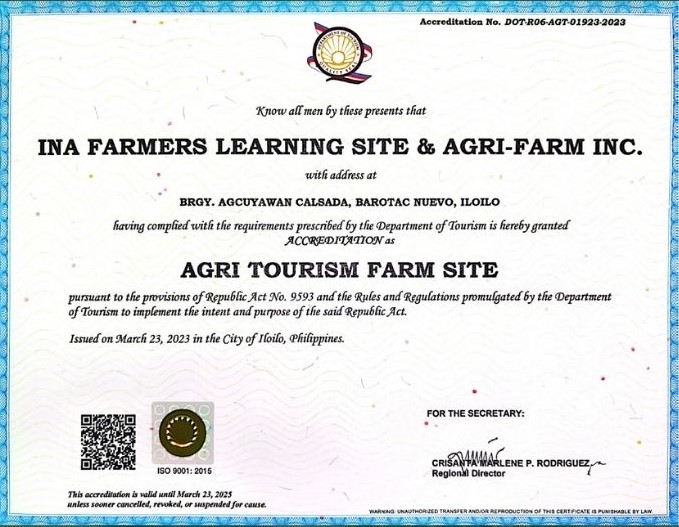 Accreditation No. DOT-R06-AGT-01923-2023
Know all men by these presents that
INA FARMERS LEARNING SITE & AGRI-FARM INC.
with address at
BRGY. AGCUYAWAN CALSADA, BAROTAC NUEVO, ILOILO
having complied with the requirements prescribed by the Department of Tourism is hereby granted
ACCREDITATION as
AGRI TOURISM FARM SITE
pursuant to the provisions of Republic Act No. 9593 and the Rules and Regulations promulgated by the Department
of Tourism to implement the intent and purpose of the said Republic Act.
Issued on March 23, 2023 in the City of Iloilo, Philippines.
FOR THE SECRETARY:
CRISANTA MARLENE P. RODRIGUEZ
Regional Director
ISO 9001: 2015
This accreditation is valid until March 23, 2025
unless sooner cancelled, revoked, or suspended for cause.
WARNING: UNAUTHORIZED TRANSFER AND/OR REPRODUCTION OF THIS CERTIFICATE IS PUNISHABLE BY LAW.